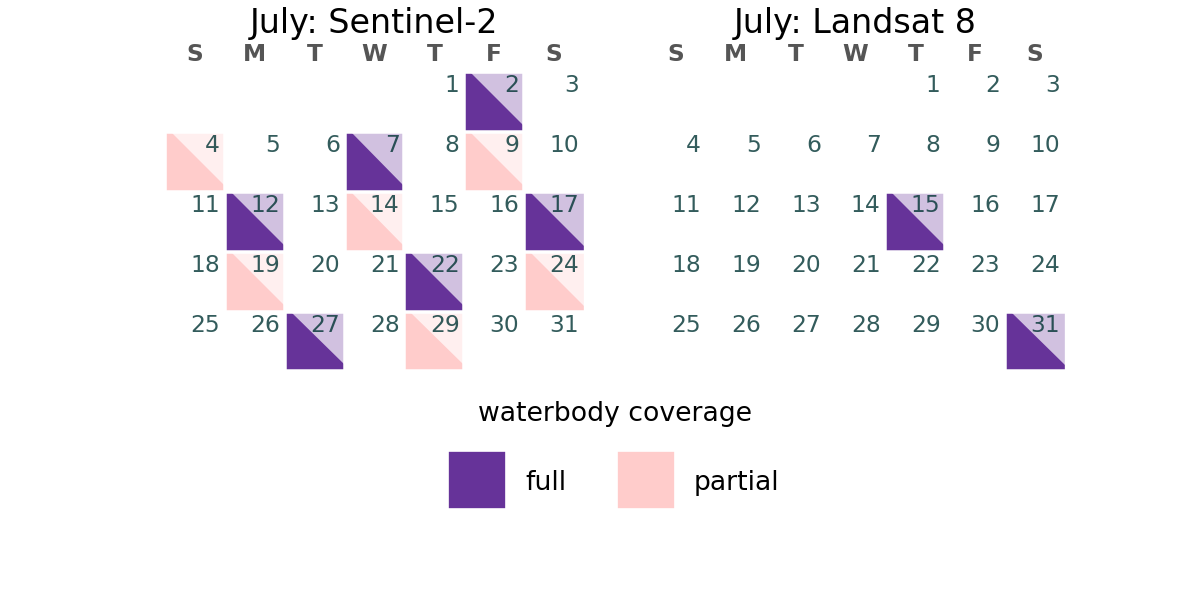 July: Sentinel-2
S M T W T F S
1 2 3
4 5 6 7 8 9 10
11 12 13 14 15 16 17
18 19 20 21 22 23 24
25 26 27 28 29 30 31
July: Landsat 8
S M T W T F S
1 2 3
4 5 6 7 8 9 10
11 12 13 14 15 16 17
18 19 20 21 22 23 24
25 26 27 28 29 30 31
waterbody coverage
full partial